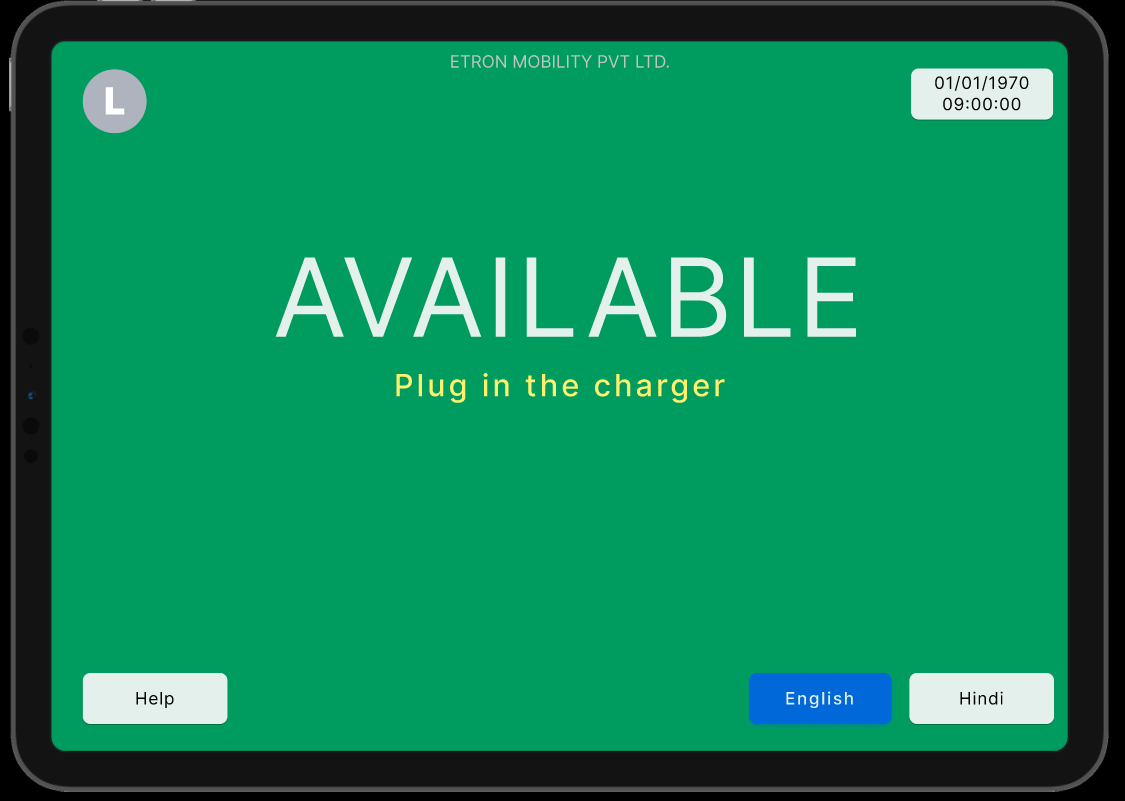 ETRON MOBILITY PVT LTD.
L
01/01/1970
09:00:00
AVAILABLE
Plug in the charger
Help
English
Hindi